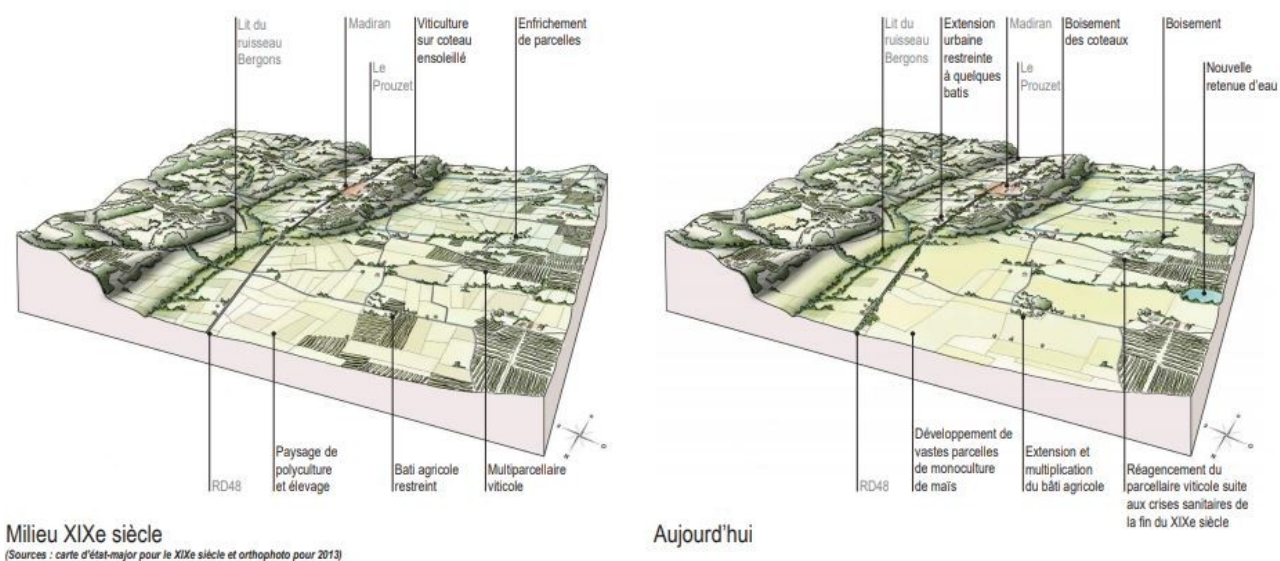 Lit du
ruisseau
Bergons
Madiran
Le
Prouzet
Viticulture
sur coteau
ensoleillé
Enfrichement
de parcelles
RD48
Paysage de
polyculture
et élevage
Bati agricole
restreint
Multiparcellaire
viticole
Milieu XIXe siècle
(Sources : carte d'état-major pour le XIXe siécle et orthophoto pour 2013)
Lit du
ruisseau
Bergons
Extension
urbaine
restreinte
à quelques
batis
Madiran
Le
Prouzet
Boisement
des coteaux
Boisement
Nouvelle
retenue d'eau
RD48
Développement de
vastes parcelles
de monoculture
de maïs
Extension et
multiplication
du bâti agricole
Réagencement du
parcellaire viticole suite
aux crises sanitaires de
la fin du XIXe siècle
Aujourd'hui